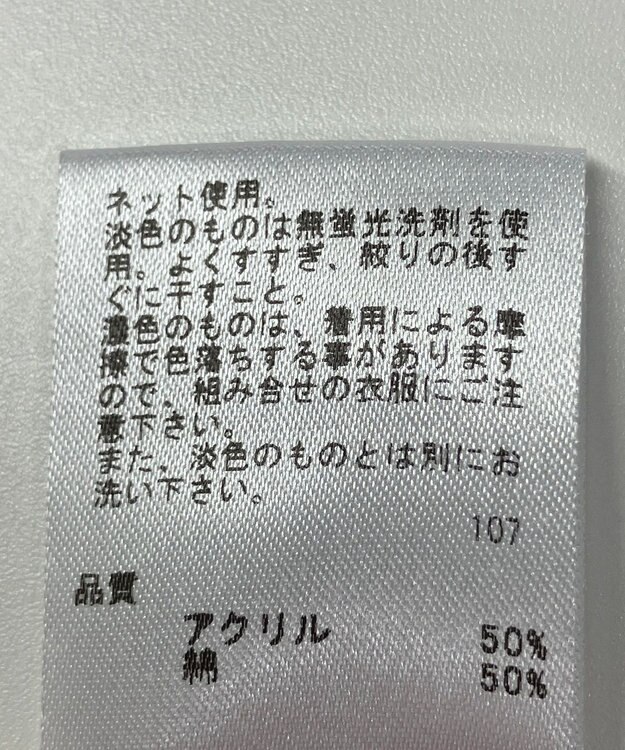 ネット使用。
淡色のものは無蛍光洗剤を使
用。よくすすぎ、絞りの後す
ぐに干すこと。
濃色のものは、着用による摩
擦で色落ちする事があります
ので、組み合せの衣服にご注
意下さい。
また、淡色のものとは別にお
洗い下さい。
107
品質
アクリル 50%
綿 50%